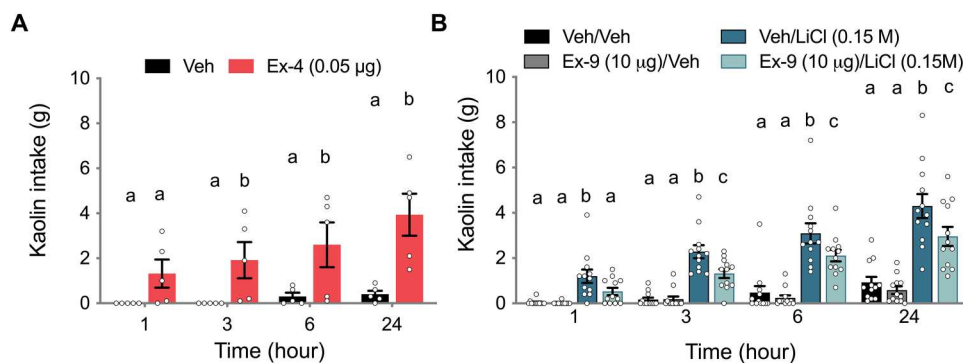 A
Veh Ex-4 (0.05 µg)
Kaolin intake (g)
10
8
6
4
2
0
a a a b a b a b
1 3 6 24
Time (hour)
B
Veh/Veh Veh/LiCl (0.15 M)
Ex-9 (10 µg)/Veh Ex-9 (10 µg)/LiCl (0.15M)
Kaolin intake (g)
10
8
6
4
2
0
a a b a a a b c a a b c a a b c
1 3 6 24
Time (hour)